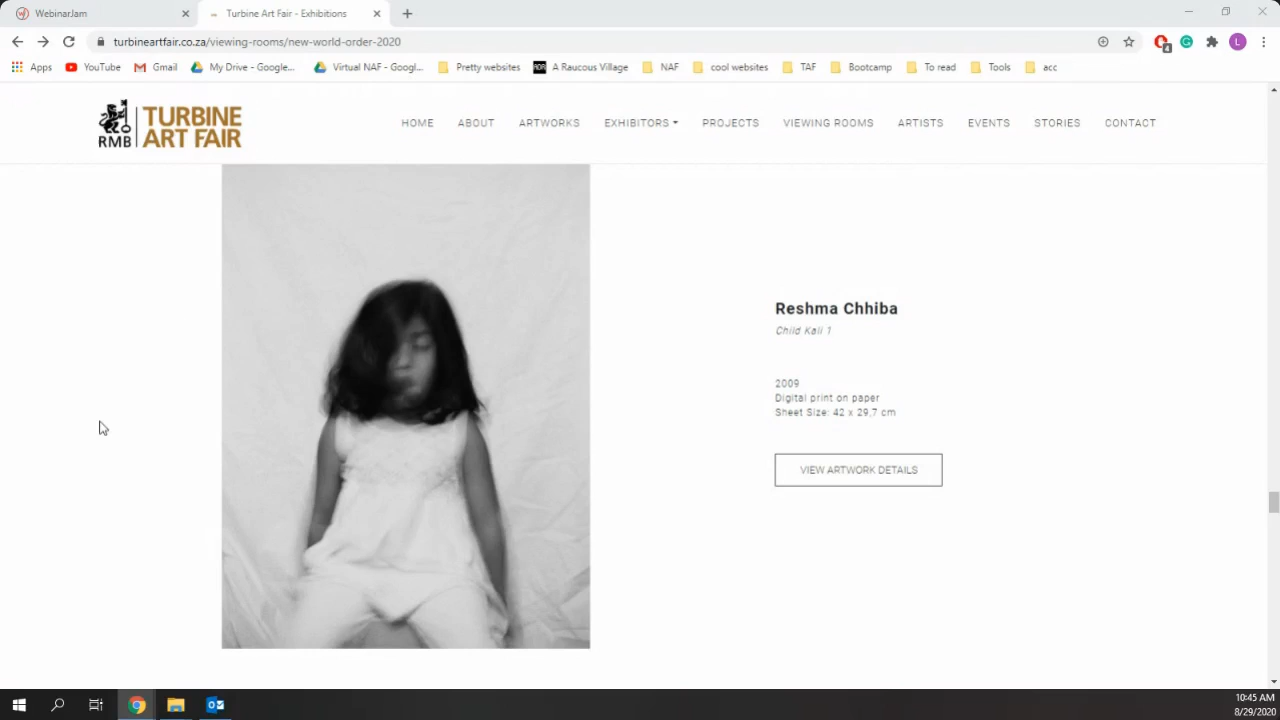 WebinarJam
Turbine Art Fair - Exhibitions
turbineartfair.co.za/viewing-rooms/new-world-order-2020
4
L
Apps
YouTube
Gmail
My Drive - Google...
Virtual NAF - Googl...
Pretty websites
A Raucous Village
NAF
cool websites
TAF
Bootcamp
To read
Tools
acc
RMB
TURBINE
ART FAIR
HOME
ABOUT
ARTWORKS
EXHIBITORS
PROJECTS
VIEWING ROOMS
ARTISTS
EVENTS
STORIES
CONTACT
Reshma Chhiba
Child Kali 1
2009
Digital print on paper
Sheet Size: 42 x 29,7 cm
VIEW ARTWORK DETAILS
10:45 AM
8/29/2020